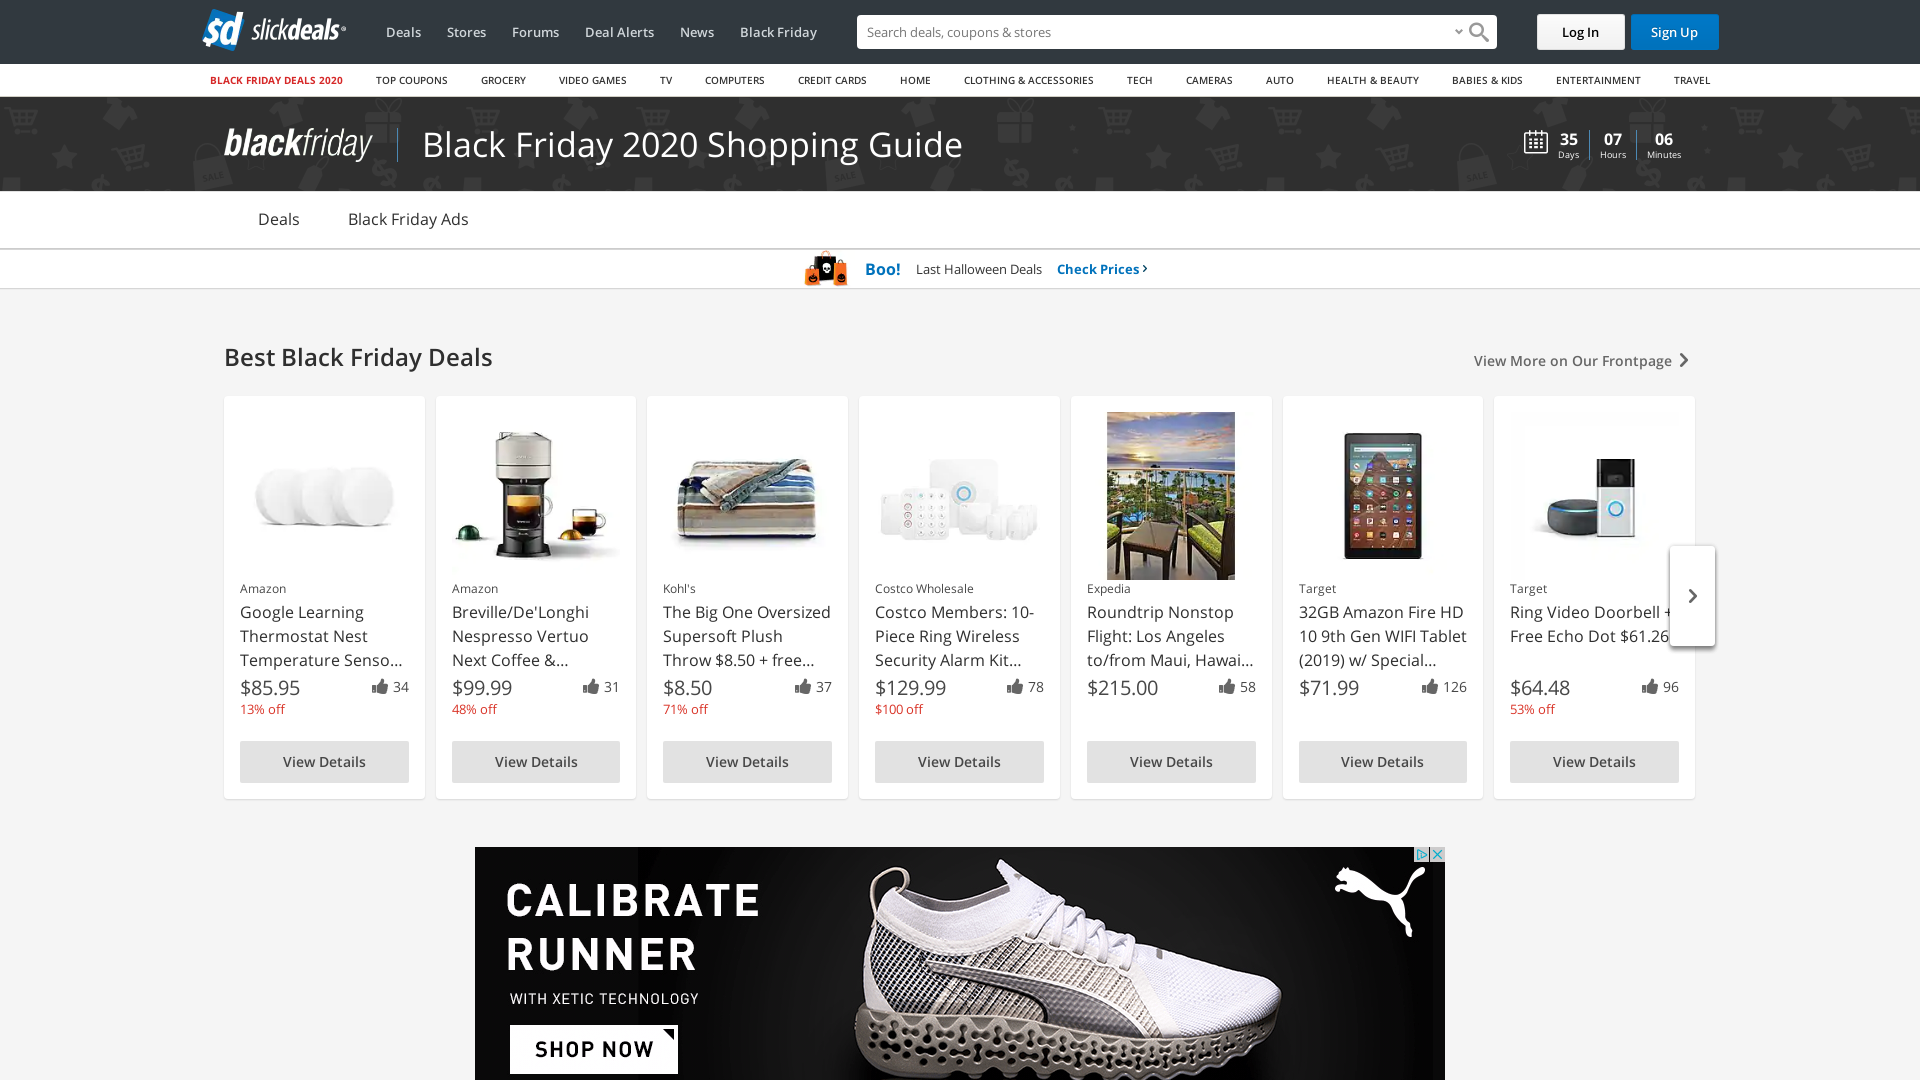 slickdeals
Deals
Stores
Forums
Deal Alerts
News
Black Friday
Search deals, coupons & stores
Log In
Sign Up
BLACK FRIDAY DEALS 2020
TOP COUPONS
GROCERY
VIDEO GAMES
TV
COMPUTERS
CREDIT CARDS
HOME
CLOTHING & ACCESSORIES
TECH
CAMERAS
AUTO
HEALTH & BEAUTY
BABIES & KIDS
ENTERTAINMENT
TRAVEL
blackfriday
Black Friday 2020 Shopping Guide
35 Days
07 Hours
06 Minutes
Deals
Black Friday Ads
Boo! Last Halloween Deals Check Prices
Best Black Friday Deals
View More on Our Frontpage
Amazon
Google Learning
Thermostat Nest
Temperature Senso...
$85.95
34
13% off
View Details
Amazon
Breville/De'Longhi
Nespresso Vertuo
Next Coffee &...
$99.99
31
48% off
View Details
Kohl's
The Big One Oversized
Supersoft Plush
Throw $8.50 + free...
$8.50
37
71% off
View Details
Costco Wholesale
Costco Members: 10-
Piece Ring Wireless
Security Alarm Kit...
$129.99
78
$100 off
View Details
Expedia
Roundtrip Nonstop
Flight: Los Angeles
to/from Maui, Hawai...
$215.00
58
View Details
Target
32GB Amazon Fire HD
10 9th Gen WIFI Tablet
(2019) w/ Special...
$71.99
126
View Details
Target
Ring Video Doorbell +
Free Echo Dot $61.26
$64.48
96
53% off
View Details
CALIBRATE
RUNNER
WITH XETIC TECHNOLOGY
SHOP NOW